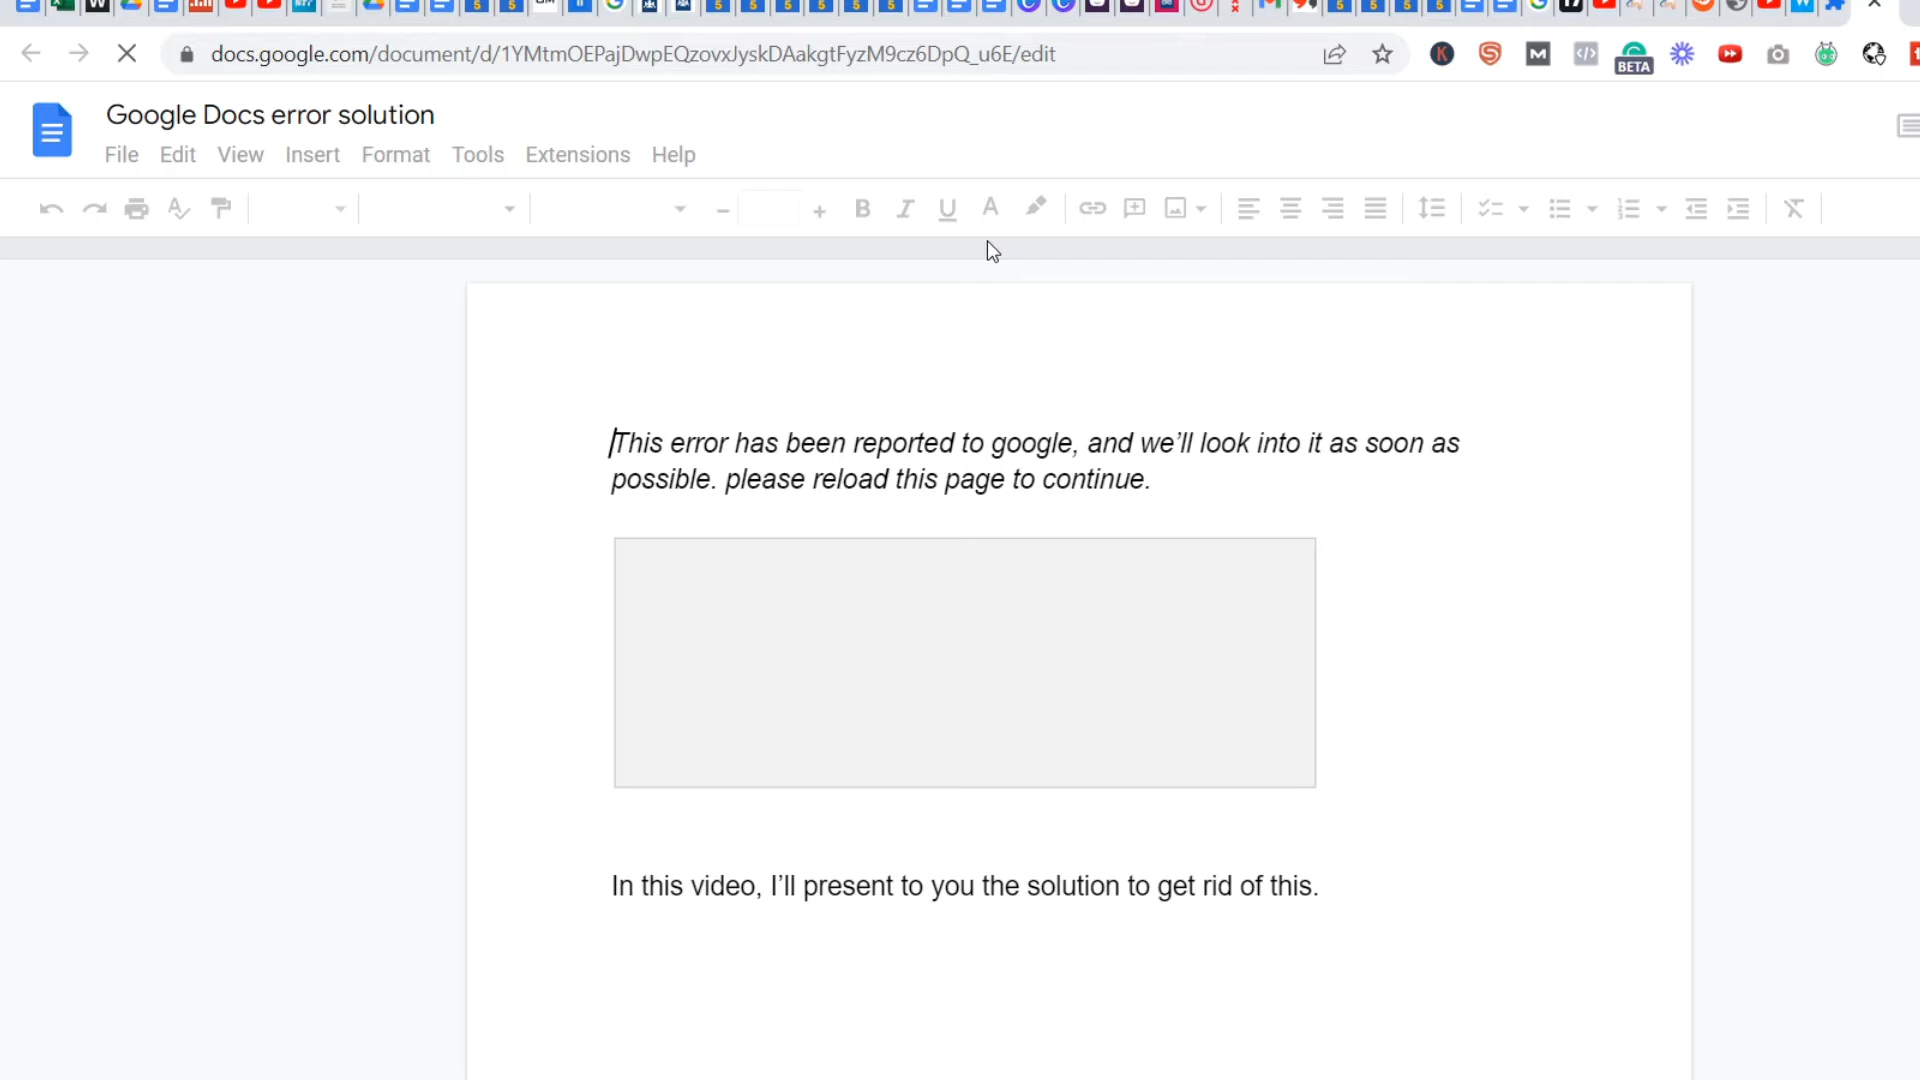 docs.google.com/document/d/1YMtmOEPajDwpEQzovxJyskDAakgtFyzM9cz6DpQ_u6E/edit
BETA
Google Docs error solution
File Edit View Insert Format Tools Extensions Help
This error has been reported to google, and we’ll look into it as soon as
possible. please reload this page to continue.
In this video, I’ll present to you the solution to get rid of this.